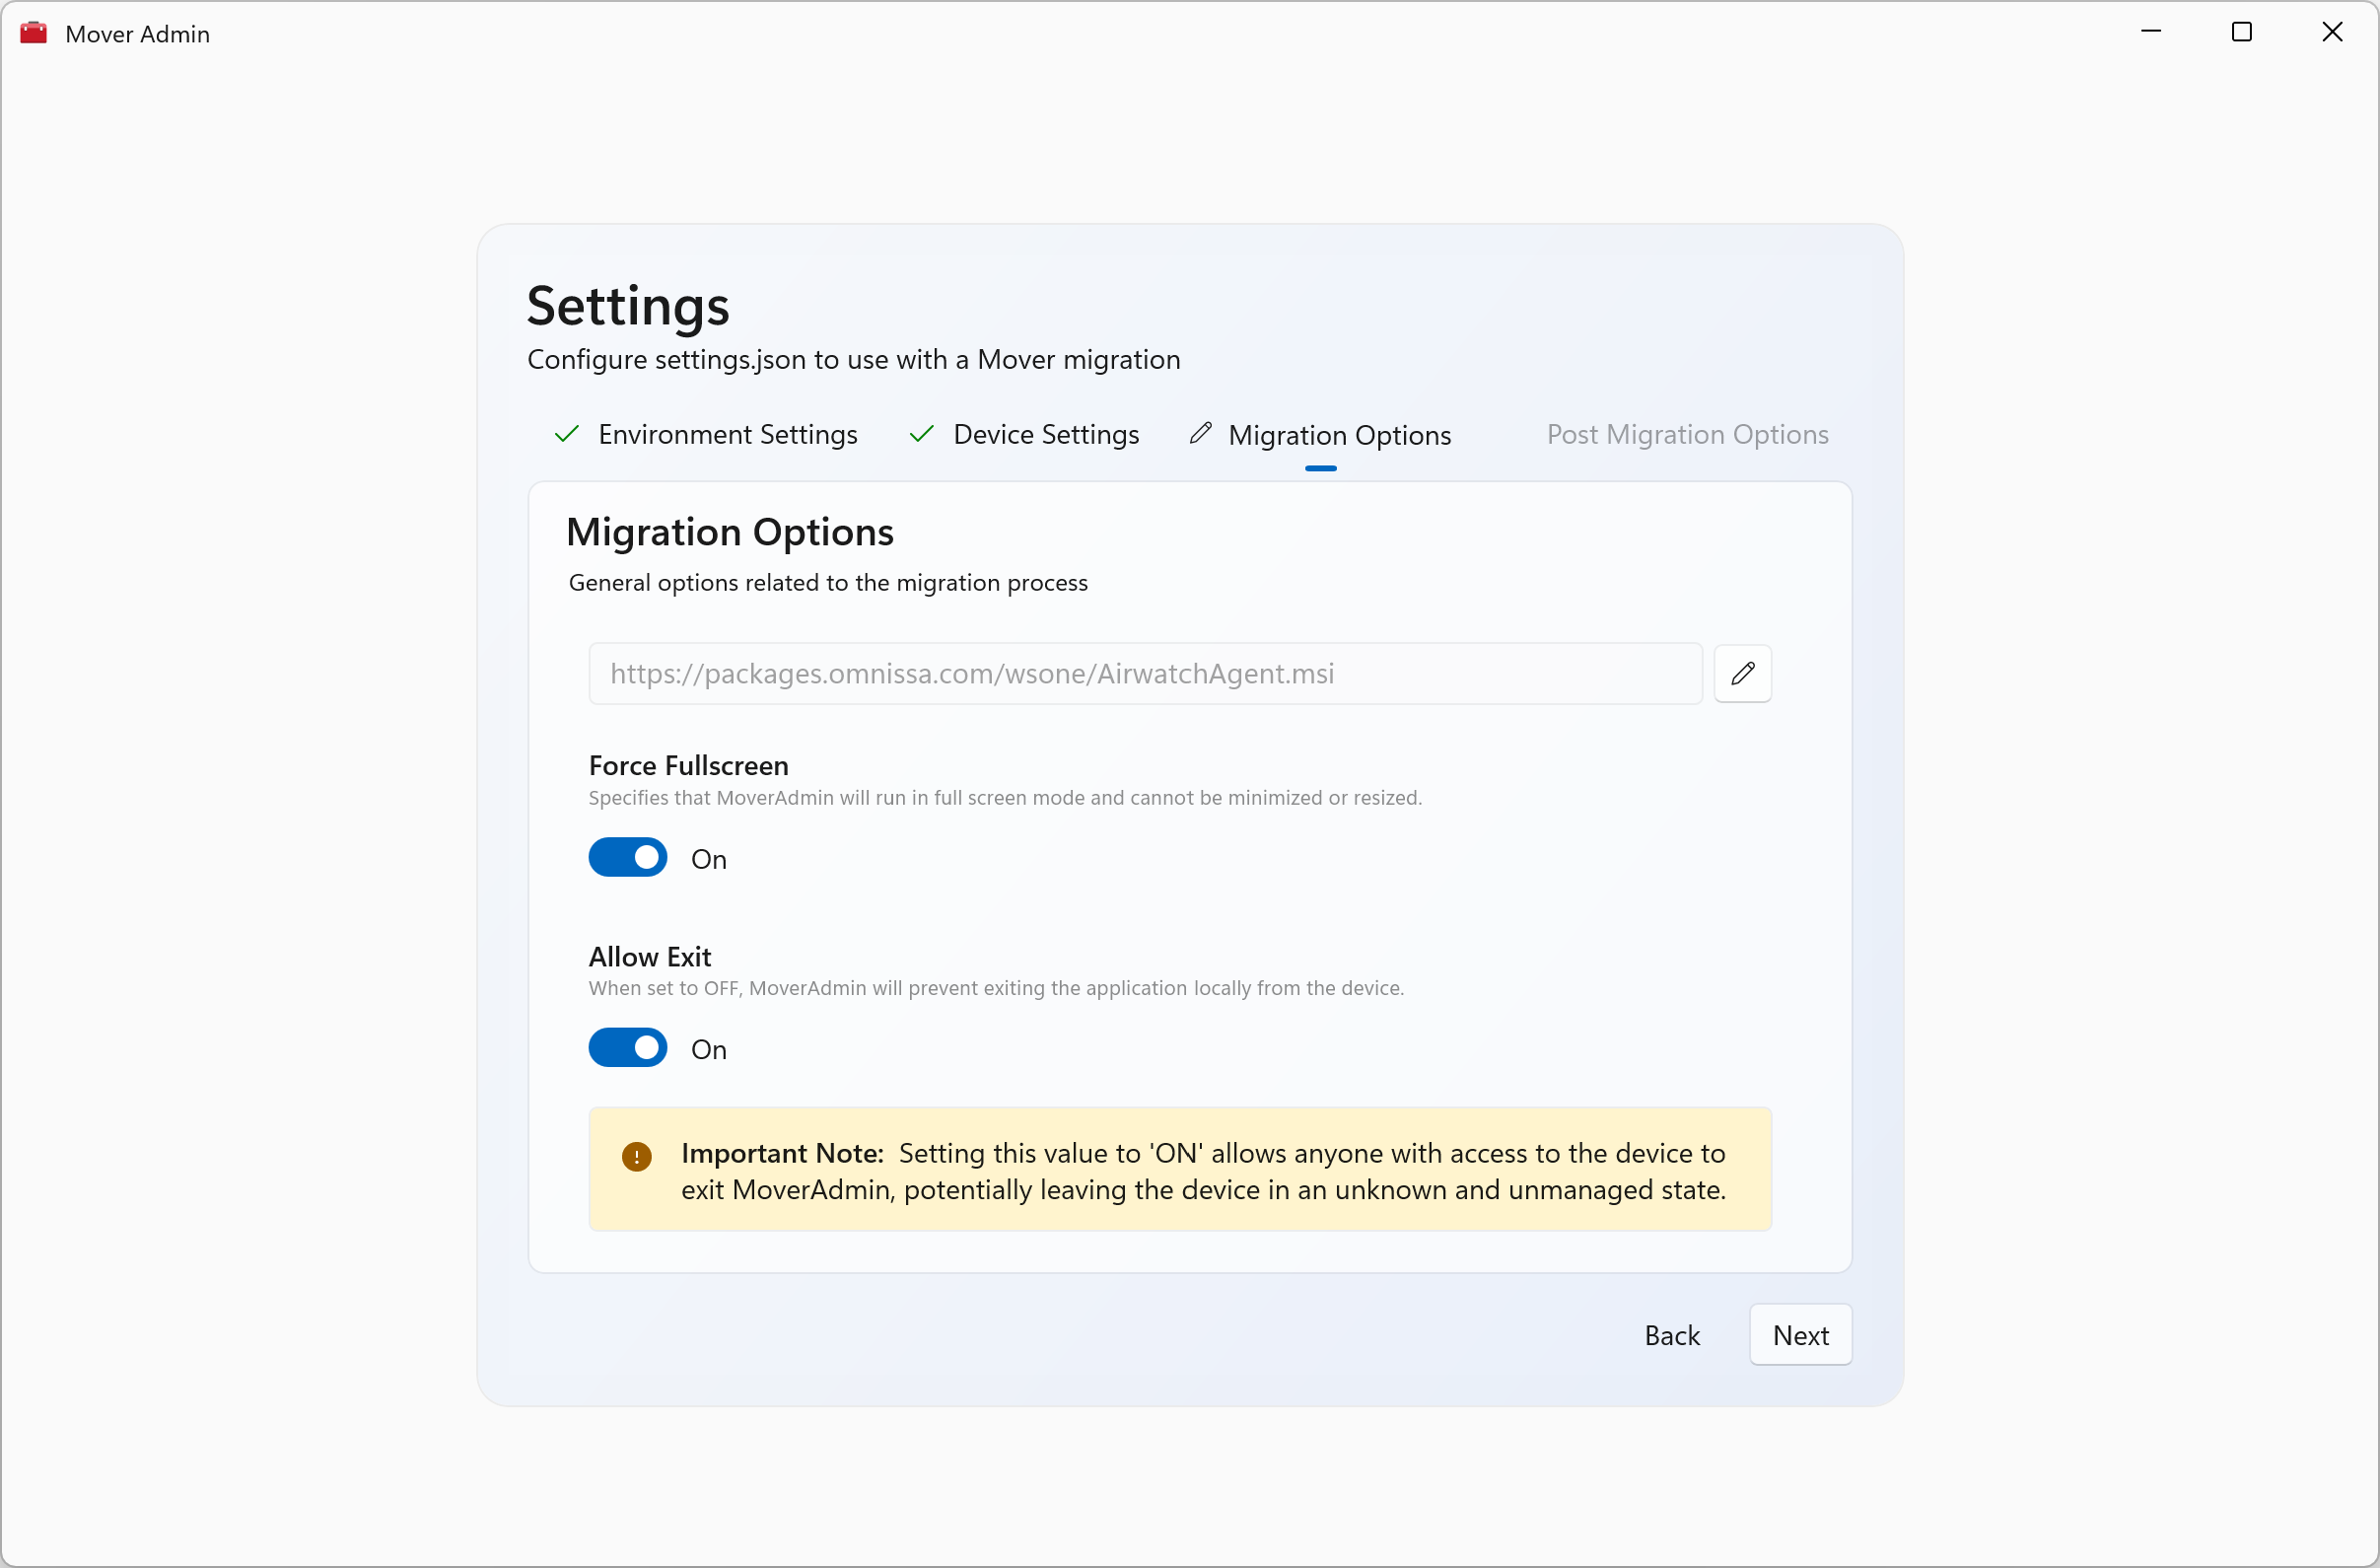 Mover Admin
Settings
Configure settings.json to use with a Mover migration
Environment Settings
Device Settings
Migration Options
Post Migration Options
Migration Options
General options related to the migration process
https://packages.omnissa.com/wsone/AirwatchAgent.msi
Force Fullscreen
Specifies that MoverAdmin will run in full screen mode and cannot be minimized or resized.
On
Allow Exit
When set to OFF, MoverAdmin will prevent exiting the application locally from the device.
On
Important Note: Setting this value to 'ON' allows anyone with access to the device to
exit MoverAdmin, potentially leaving the device in an unknown and unmanaged state.
Back
Next